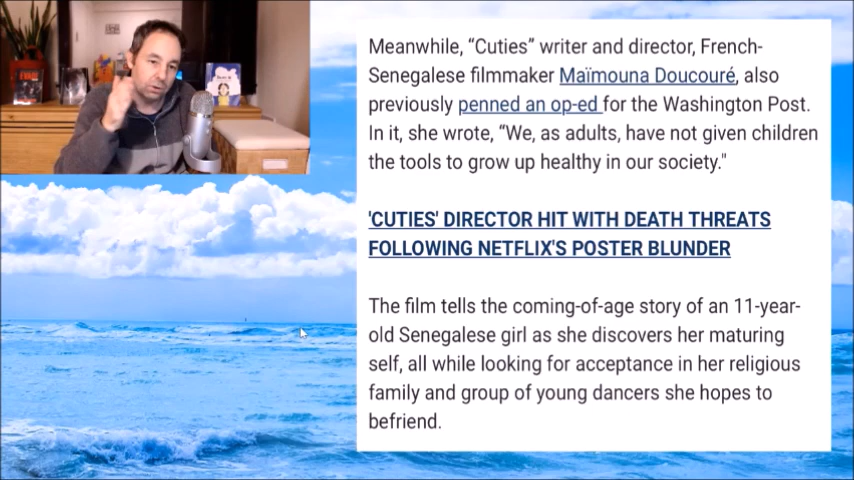 Meanwhile, “Cuties” writer and director, French-
Senegalese filmmaker Maïmouna Doucouré, also
previously penned an op-ed for the Washington Post.
In it, she wrote, “We, as adults, have not given children
the tools to grow up healthy in our society."
'CUTIES' DIRECTOR HIT WITH DEATH THREATS
FOLLOWING NETFLIX'S POSTER BLUNDER
The film tells the coming-of-age story of an 11-year-
old Senegalese girl as she discovers her maturing
self, all while looking for acceptance in her religious
family and group of young dancers she hopes to
befriend.